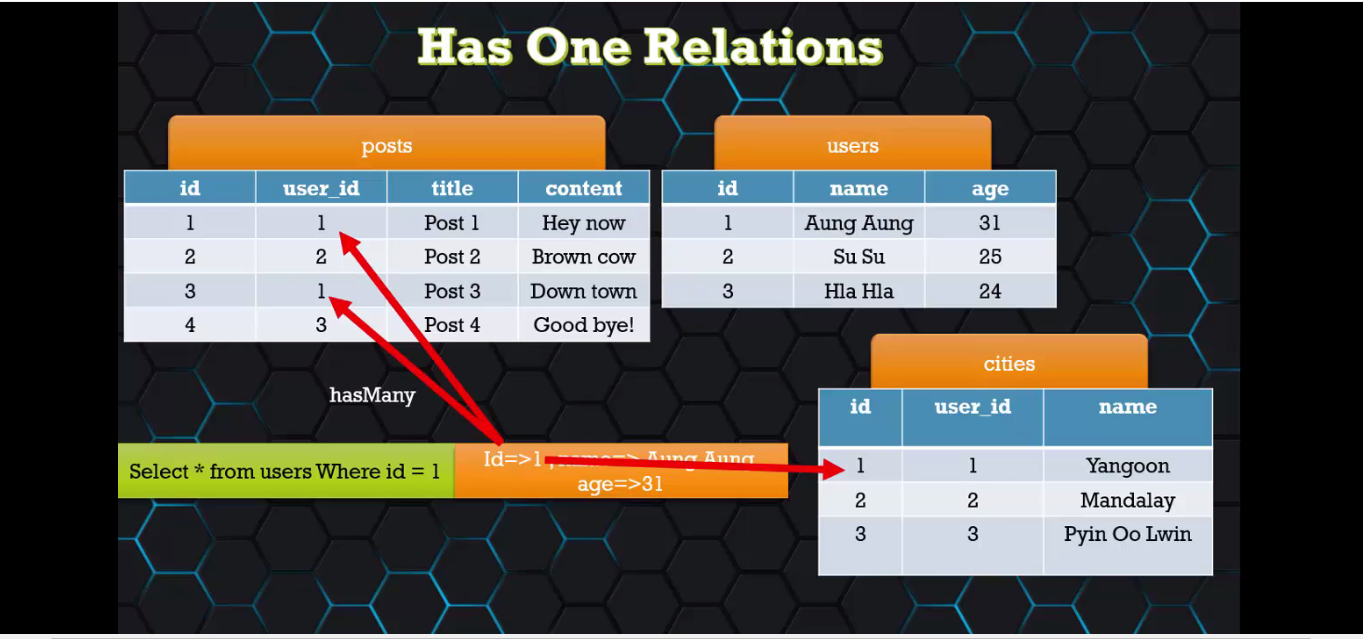 Has One Relations
posts
id user_id title content
1 1 Post 1 Hey now
2 2 Post 2 Brown cow
3 1 Post 3 Down town
4 3 Post 4 Good bye!
users
id name age
1 Aung Aung 31
2 Su Su 25
3 Hla Hla 24
cities
id user_id name
1 1 Yangoon
2 2 Mandalay
3 3 Pyin Oo Lwin
hasMany
Select * from users Where id = 1
Id=>1 , name=> Aung Aung
age=>31